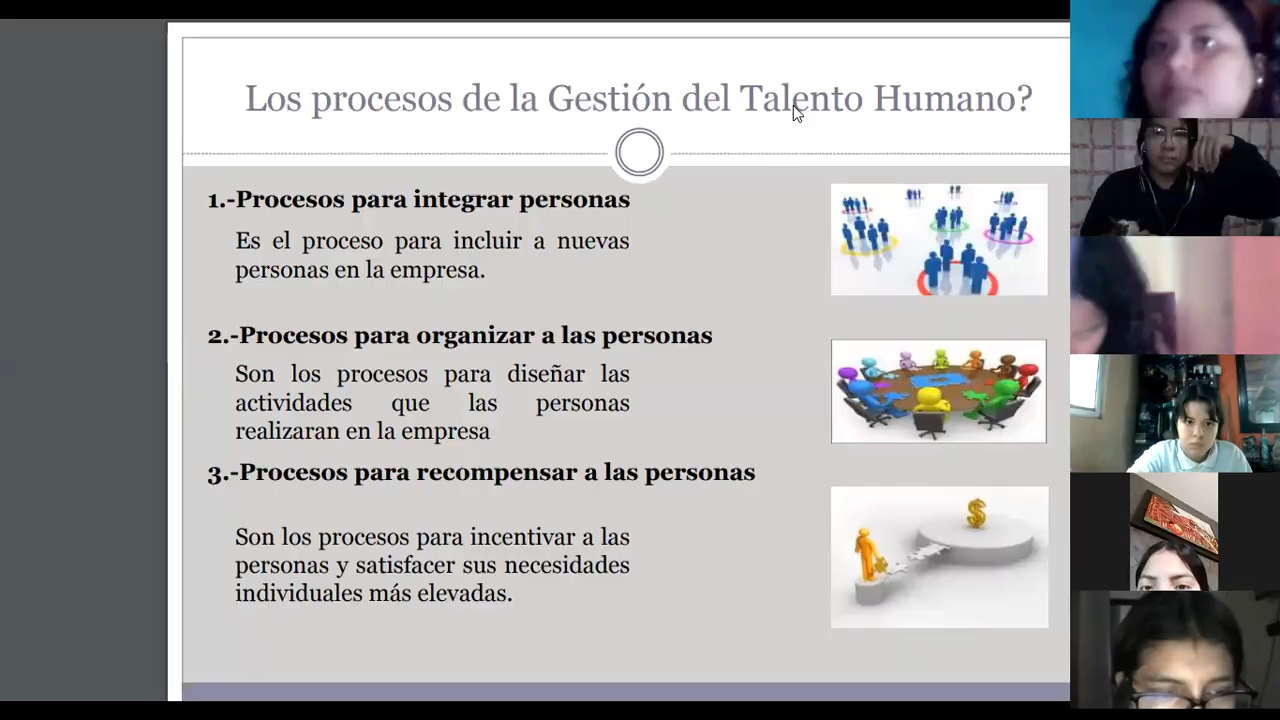 Los procesos de la Gestión del Talento Humano?
1.-Procesos para integrar personas
Es el proceso para incluir a nuevas
personas en la empresa.
2.-Procesos para organizar a las personas
Son los procesos para diseñar las
actividades que las personas
realizaran en la empresa
3.-Procesos para recompensar a las personas
Son los procesos para incentivar a las
personas y satisfacer sus necesidades
individuales más elevadas.
$